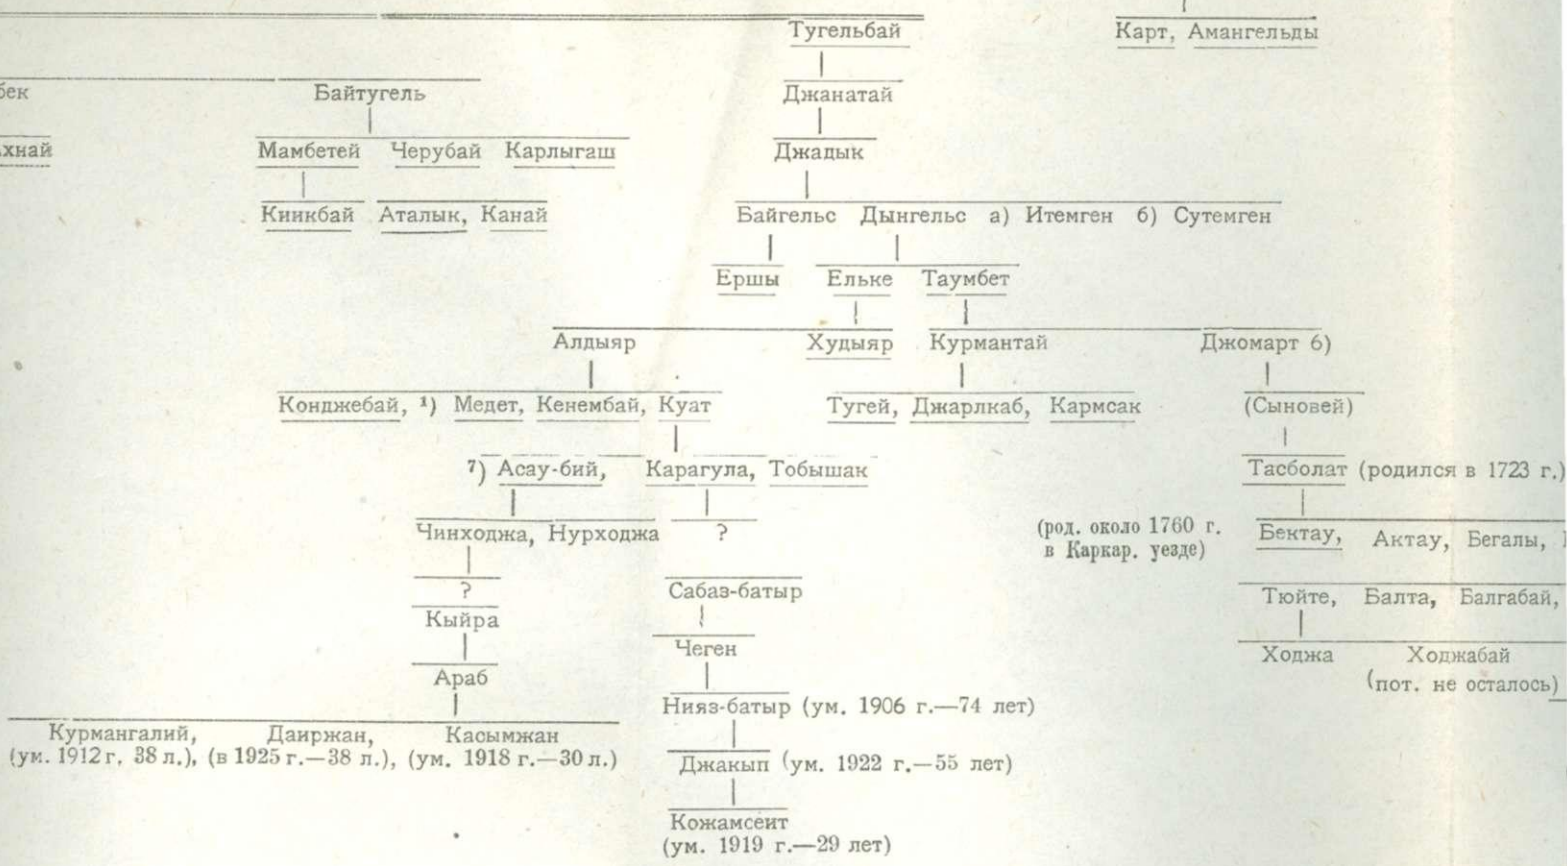 Тугельбай Карт, Амангельды
бек Байтугель Джанатай
хнай Мамбетей Черубай Карлыгаш Джадык
Киикбай Аталык, Канай Байгельс Дынгельс а) Итемген б) Сутемген
Ершы Ельке Таумбет
Алдыяр Худыяр Курмантай Джомарт 6)
Конджебай, ¹) Медет, Кенембай, Куат Тугей, Джарлкаб, Кармсак (Сыновей)
⁷) Асау-бий, Карагула, Тобышак Тасболат (родился в 1723 г.)
Чинходжа, Нурходжа ? (род. около 1760 г. Бектау, Актау, Бегалы,
в Каркар. уезде)
? Сабаз-батыр Тюйте, Балта, Балгабай,
Кыйра
Чеген Ходжа Ходжабай
Араб (пот. не осталось)
Нияз-батыр (ум. 1906 г.—74 лет)
Курмангалий, Даиржан, Касымжан
(ум. 1912 г. 38 л.), (в 1925 г.—38 л.), (ум. 1918 г.—30 л.)
Джакып (ум. 1922 г.—55 лет)
Кожамсеит
(ум. 1919 г.—29 лет)